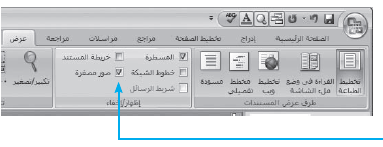 الصفحة الرئيسية إدراج تخطيط الصفحة مراجع مراسلات مراجعة عرض
تخطيط الطباعة
القراءة في وضع ملء الشاشة
تخطيط ويب
مخطط تفصيلي
مسودة
طرق عرض المستندات
المسطرة
خريطة المستند
خطوط الشبكة
صور مصغرة
شريط الرسائل
إظهار/إخفاء
تكبير/تصغير